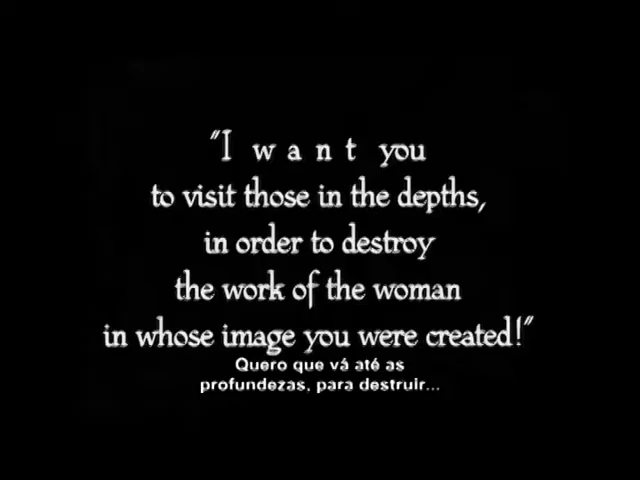 "I want you
to visit those in the depths,
in order to destroy
the work of the woman
in whose image you were created!"
Quero que vá até as
profundezas, para destruir...